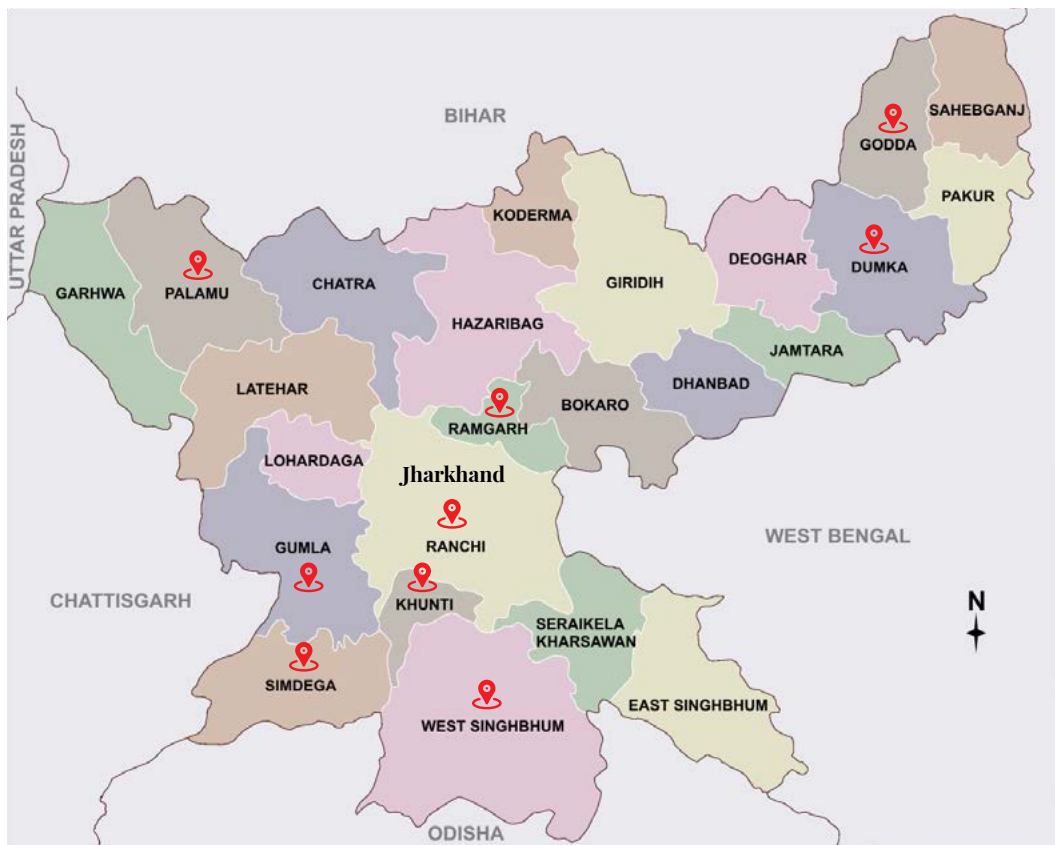 BIHAR
UTTAR PRADESH
SAHEBGANJ
GODDA
PAKUR
KODERMA
DEOGHAR
DUMKA
CHATRA
GIRIDIH
GARHWA
PALAMU
HAZARIBAG
JAMTARA
LATEHAR
DHANBAD
BOKARO
RAMGARH
LOHARDAGA
Jharkhand
WEST BENGAL
GUMLA
RANCHI
CHATTISGARH
KHUNTI
N
SERAIKELA
KHARSAWAN
SIMDEGA
EAST SINGHBHUM
WEST SINGHBHUM
ODISHA